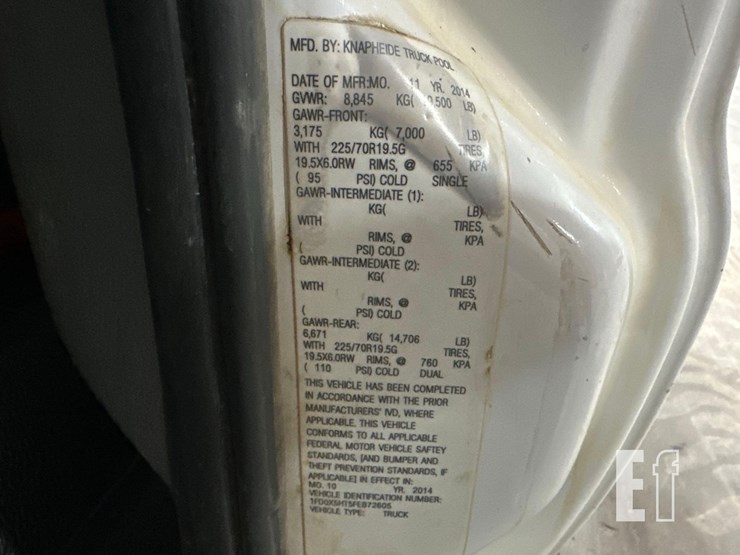 MFD. BY: KNAPHEIDE TRUCK POOL
DATE OF MFR:MO. 11 YR. 2014
GVWR: 8,845 KG( 9,500 LB)
GAWR-FRONT:
3,175 KG( 7,000 LB)
WITH 225/70R19.5G TIRES,
19.5X6.0RW RIMS, @ 655 KPA
( 95 PSI) COLD SINGLE
GAWR-INTERMEDIATE (1):
KG( LB)
WITH TIRES,
RIMS, @ KPA
( PSI) COLD
GAWR-INTERMEDIATE (2):
KG( LB)
WITH TIRES,
RIMS, @ KPA
( PSI) COLD
GAWR-REAR:
6,671 KG( 14,706 LB)
WITH 225/70R19.5G TIRES,
19.5X6.0RW RIMS, @ 760 KPA
( 110 PSI) COLD DUAL
THIS VEHICLE HAS BEEN COMPLETED
IN ACCORDANCE WITH THE PRIOR
MANUFACTURERS' IVD, WHERE
APPLICABLE. THIS VEHICLE
CONFORMS TO ALL APPLICABLE
FEDERAL MOTOR VEHICLE SAFTEY
STANDARDS, [AND BUMPER AND
THEFT PREVENTION STANDARDS, IF
APPLICABLE] IN EFFECT IN
MO. 10 YR. 2014
VEHICLE IDENTIFICATION NUMBER:
VEHICLE TYPE: TRUCK
Ef